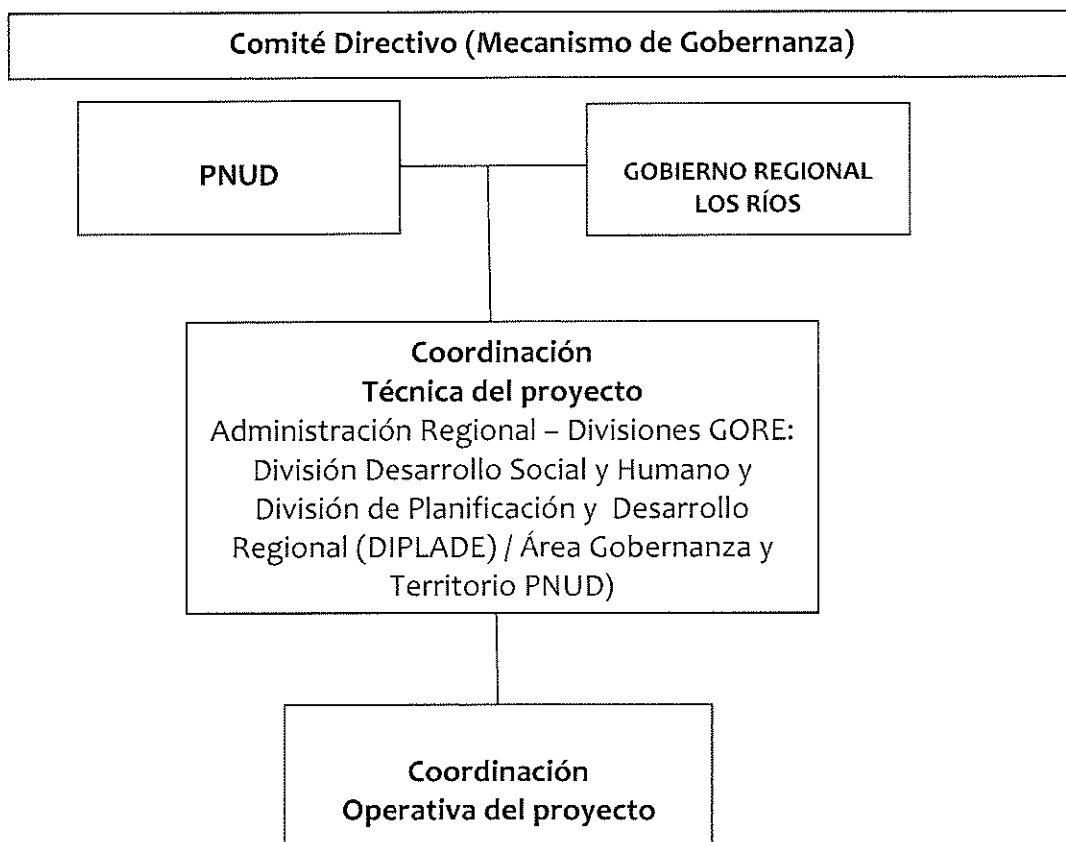 Comité Directivo (Mecanismo de Gobernanza)
PNUD
GOBIERNO REGIONAL
LOS RÍOS
Coordinación
Técnica del proyecto
Administración Regional – Divisiones GORE:
División Desarrollo Social y Humano y
División de Planificación y Desarrollo
Regional (DIPLADE) / Área Gobernanza y
Territorio PNUD)
Coordinación
Operativa del proyecto